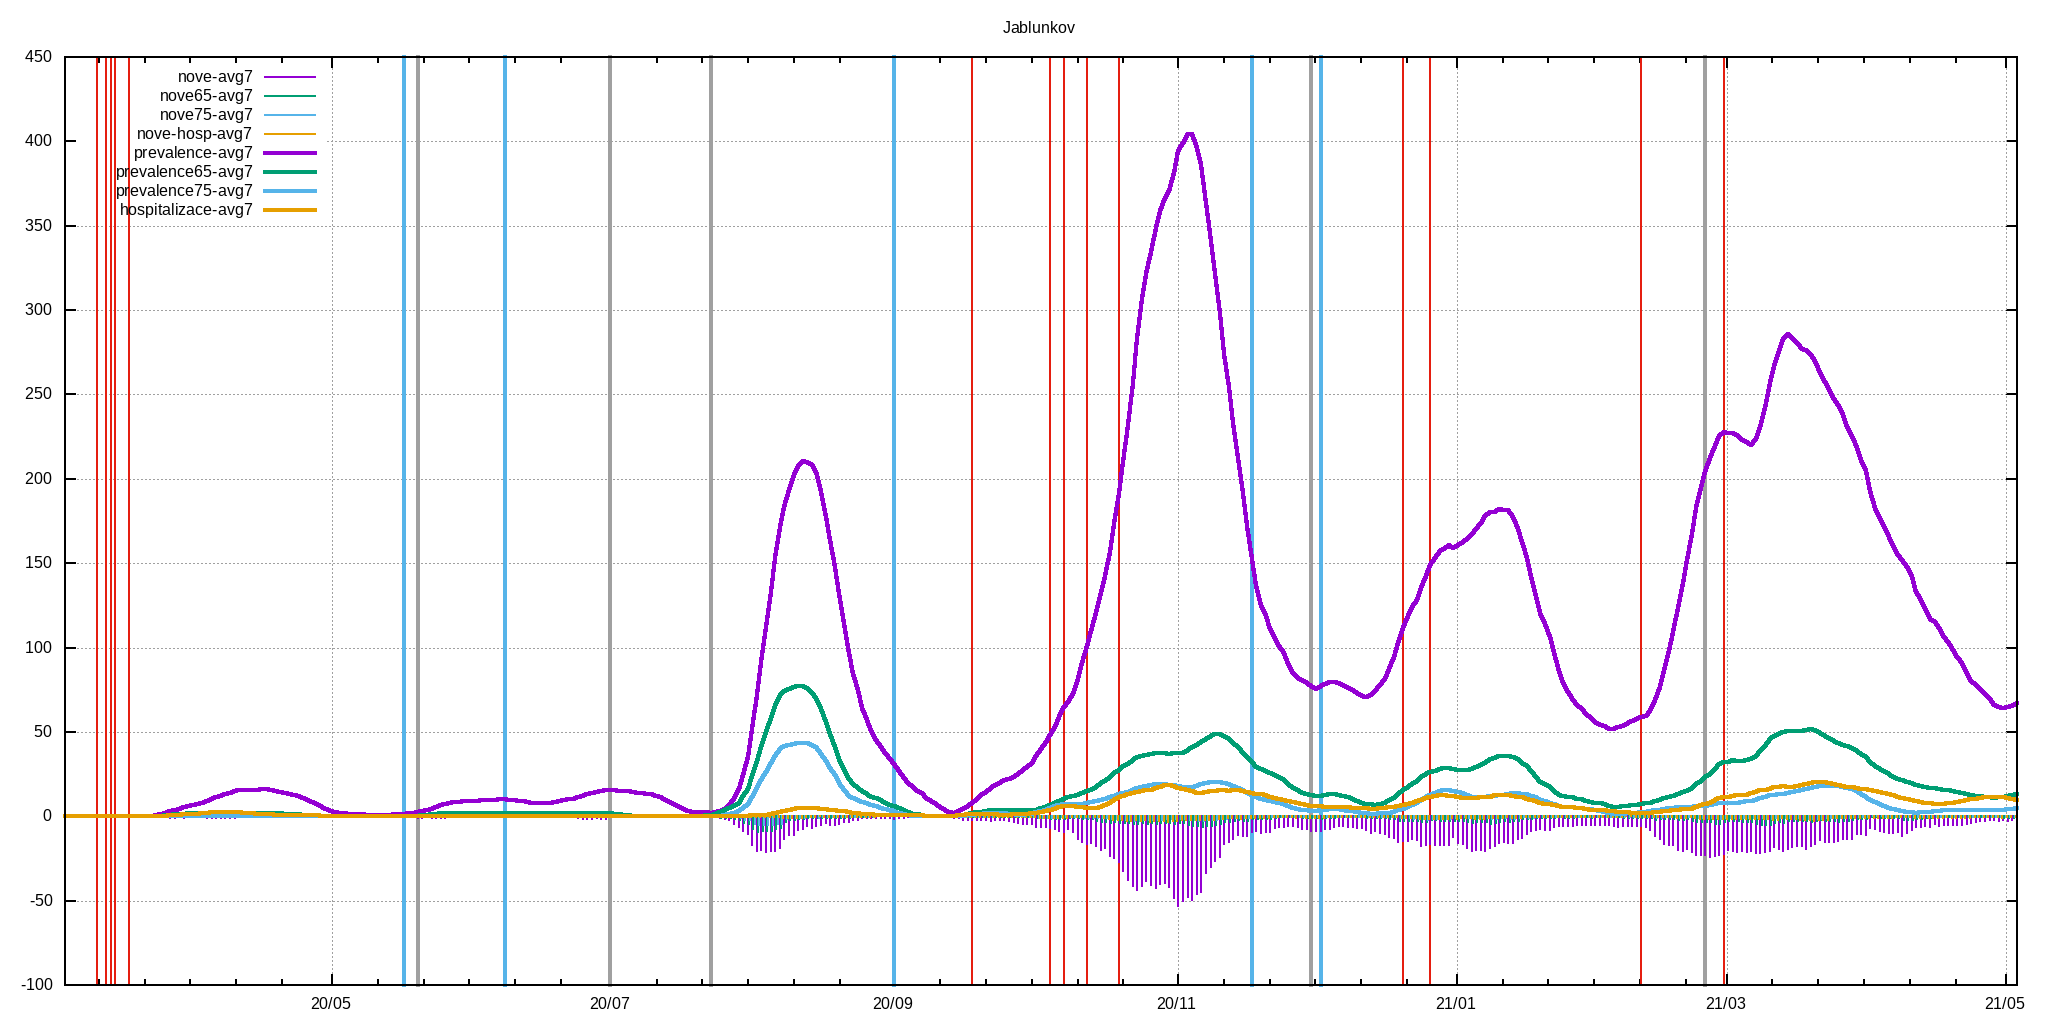 Jablunkov
450
400
350
300
250
200
150
100
50
0
-50
-100
nove-avg7
nove65-avg7
nove75-avg7
nove-hosp-avg7
prevalence-avg7
prevalence65-avg7
prevalence75-avg7
hospitalizace-avg7
20/05 20/07 20/09 20/11 21/01 21/03 21/05